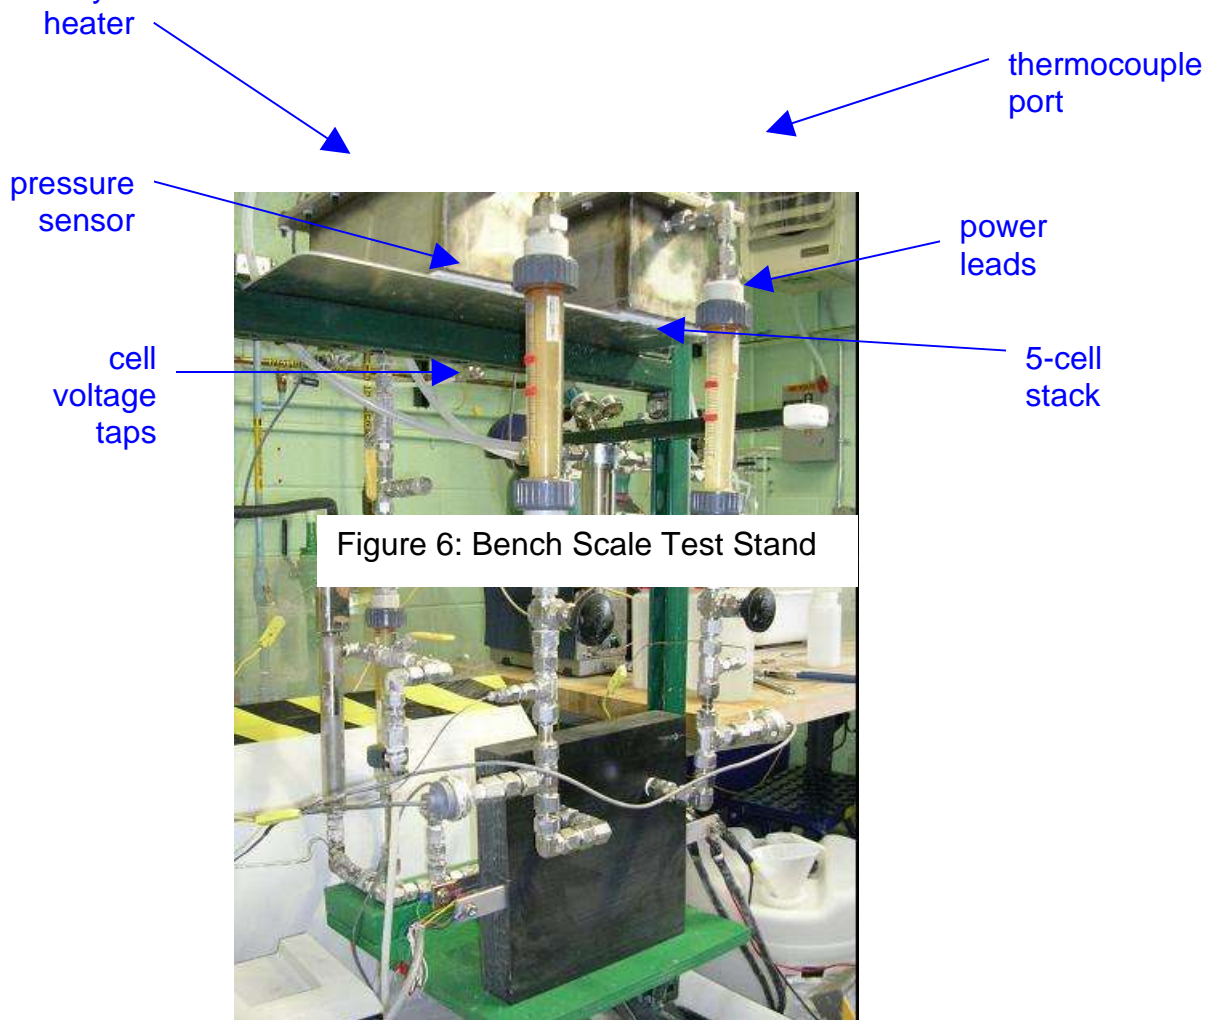 heater
thermocouple
port
pressure
sensor
power
leads
cell
voltage
taps
5-cell
stack
Figure 6: Bench Scale Test Stand